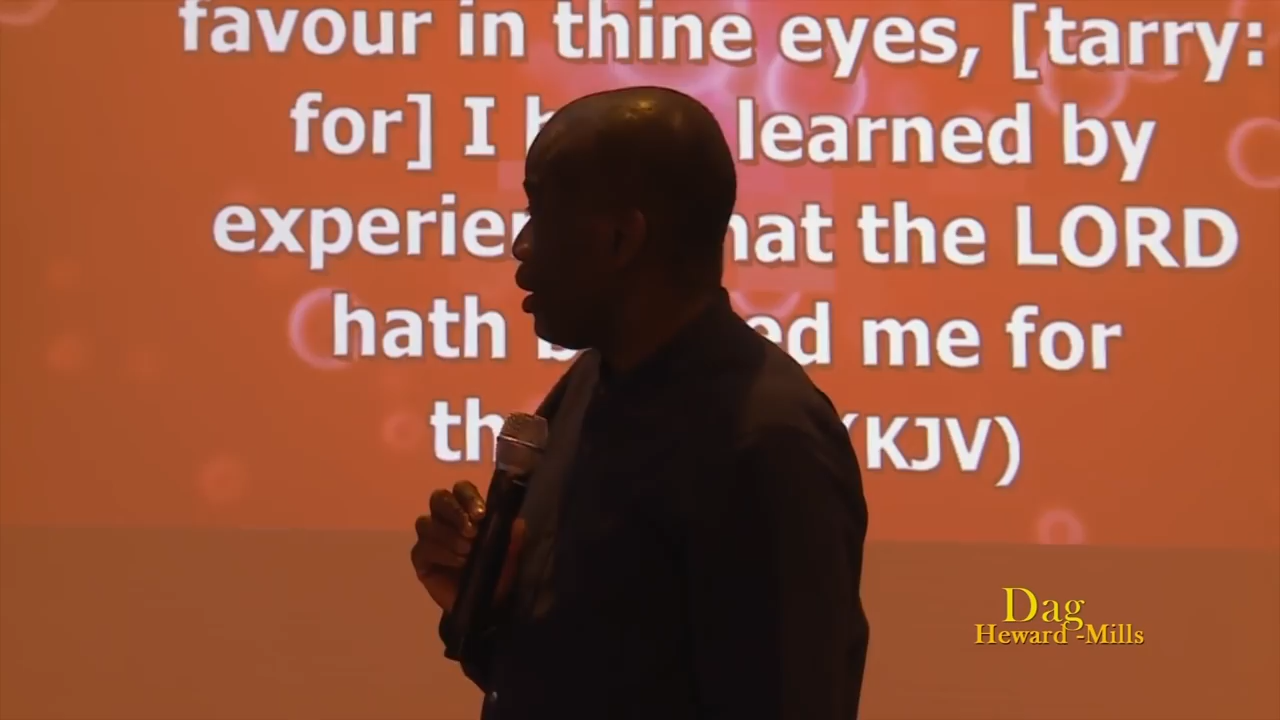 favour in thine eyes, [tarry:
for] I learned by
the LORD
hath me for
(KJV)
Dag
Heward-Mills